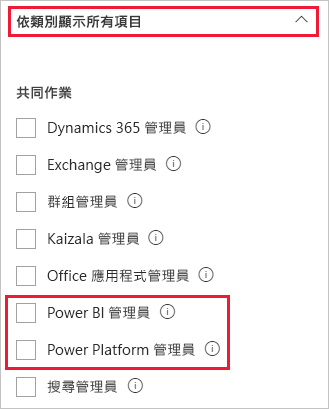 依類別顯示所有項目
共同作業
Dynamics 365 管理員
Exchange 管理員
群組管理員
Kaizala 管理員
Office 應用程式管理員
Power BI 管理員
Power Platform 管理員
搜尋管理員